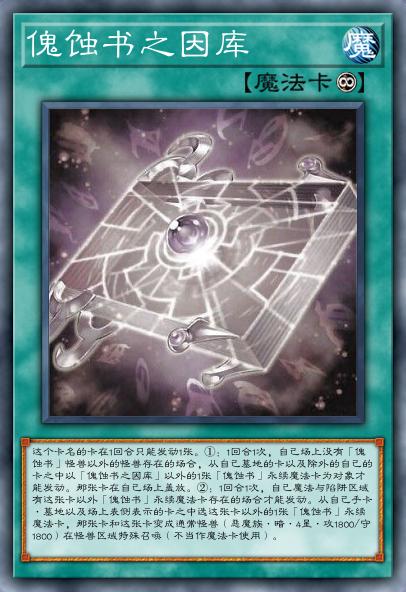 傀蚀书之因库
魔
【魔法卡】
这个卡名的卡在1回合只能发动1张。①:1回合1次,自己场上没有「傀
蚀书」怪兽以外的怪兽存在的场合,从自己墓地的卡以及除外的自己的
卡之中以「傀蚀书之因库」以外的1张「傀蚀书」永续魔法卡为对象才
能发动。那张卡在自己场上盖放。②:1回合1次,自己魔法与陷阱区域
有这张卡以外「傀蚀书」永续魔法卡存在的场合才能发动。从自己手卡
·墓地以及场上表侧表示的卡之中选这张卡以外的1张「傀蚀书」永续
魔法卡,那张卡和这张卡变成通常怪兽(恶魔族·暗·4星·攻1800/守
1800)在怪兽区域特殊召唤(不当作魔法卡使用)。